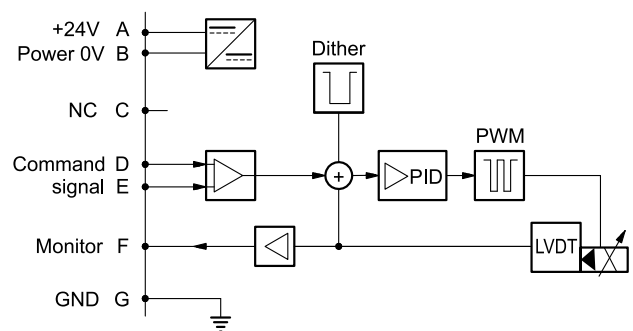 +24V A
Power 0V B
Dither
NC C
PWM
Command D
signal E
+
PID
Monitor F
LVDT
GND G